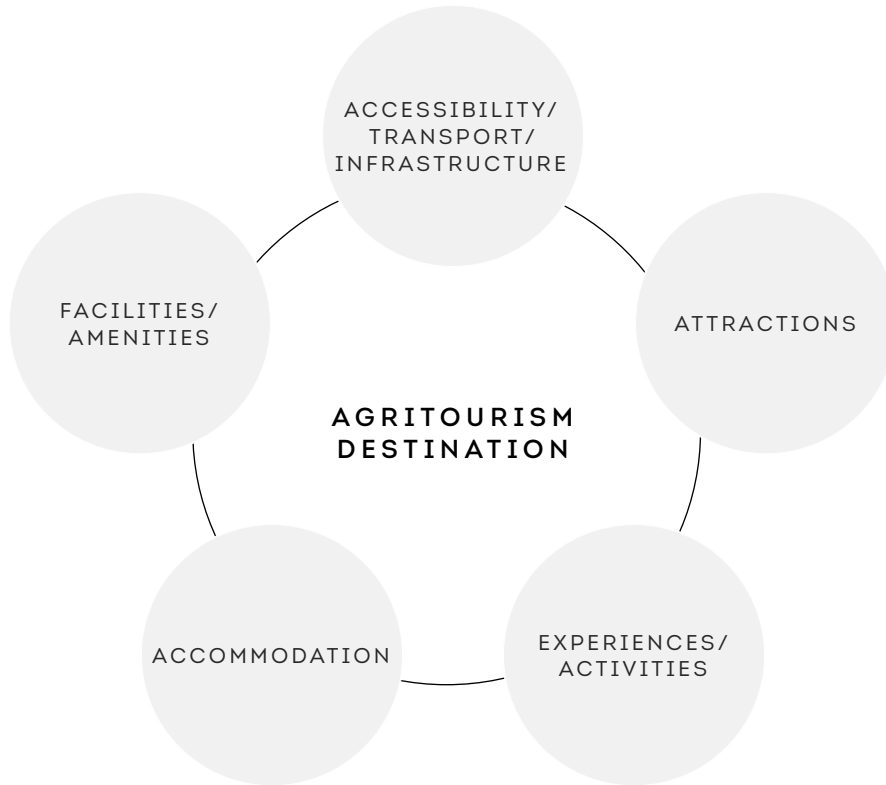 ACCESSIBILITY/
TRANSPORT/
INFRASTRUCTURE
FACILITIES/
AMENITIES
ATTRACTIONS
AGRITOURISM
DESTINATION
ACCOMMODATION
EXPERIENCES/
ACTIVITIES